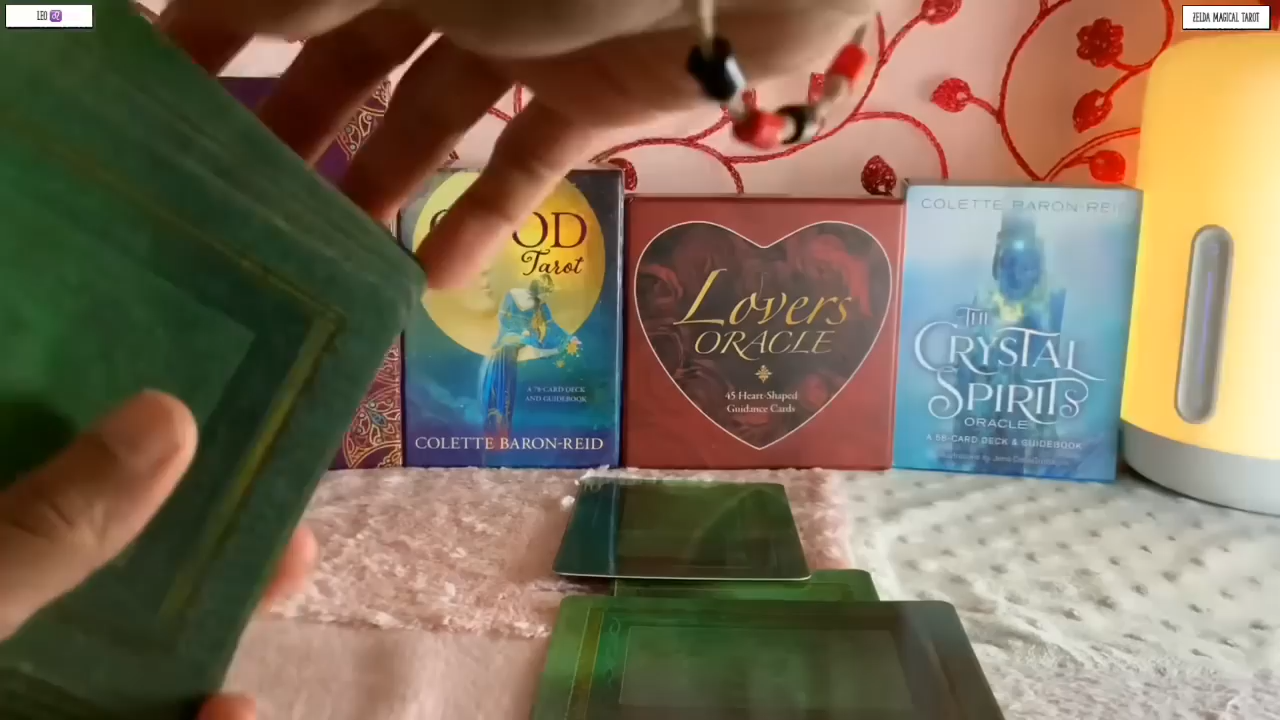 LEO ♌
ZELDA MAGICAL TAROT
OD
Tarot
A 78-CARD DECK
AND GUIDEBOOK
COLETTE BARON-REID
Lovers
ORACLE
45 Heart-Shaped
Guidance Cards
COLETTE BARON-REID
THE
CRYSTAL
SPIRITS
ORACLE
A 58-CARD DECK & GUIDEBOOK